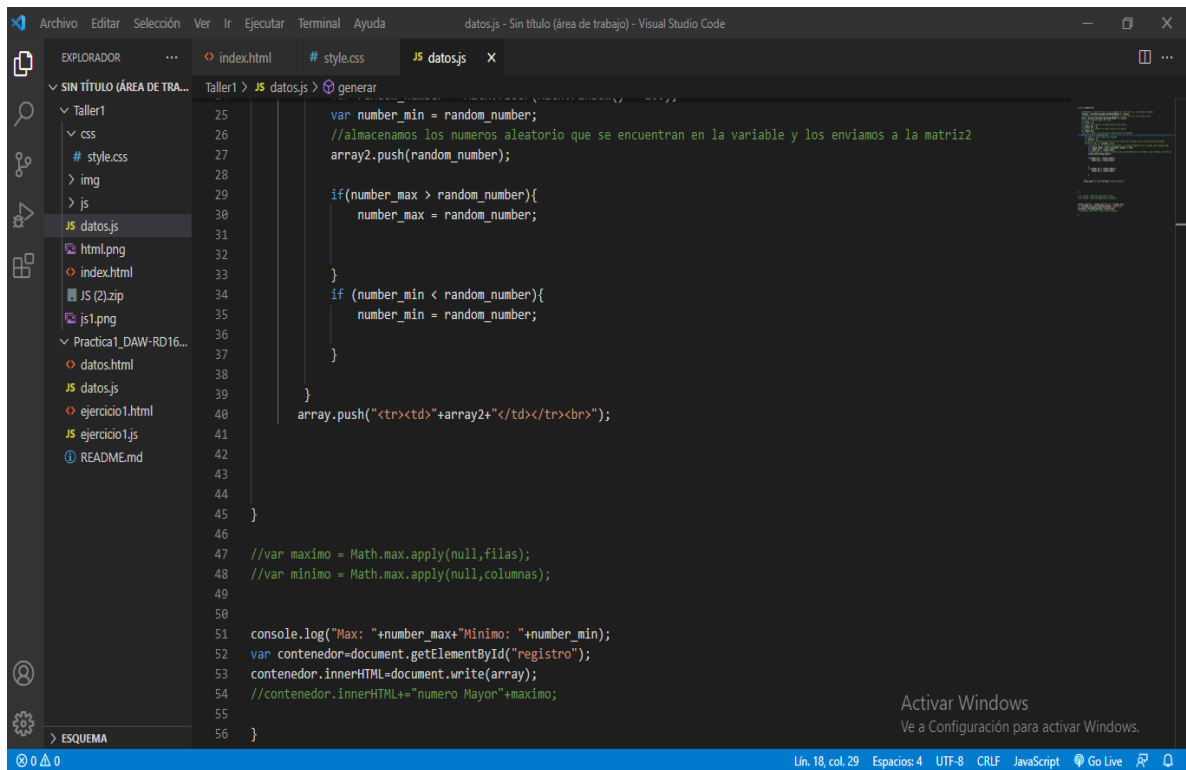 Archivo Editar Selección Ver Ir Ejecutar Terminal Ayuda datos.js - Sin título (área de trabajo) - Visual Studio Code
EXPLORADOR ...
index.html # style.css JS datos.js X
SIN TÍTULO (ÁREA DE TRA...
Taller1 > JS datos.js > generar
Taller1
css
# style.css
img
js
JS datos.js
html.png
index.html
JS (2).zip
js1.png
Practica1_DAW-RD16...
datos.html
JS datos.js
ejercicio1.html
JS ejercicio1.js
README.md
ESQUEMA
25 var number_min = random_number;
26 //almacenamos los numeros aleatorio que se encuentran en la variable y los enviamos a la matriz2
27 array2.push(random_number);
28
29 if(number_max > random_number){
30 number_max = random_number;
31
32
33 }
34 if (number_min < random_number){
35 number_min = random_number;
36
37 }
38
39 }
40 array.push("<tr><td>"+array2+"</td></tr><br>");
41
42
43
44
45 }
46
47 //var maximo = Math.max.apply(null,filas);
48 //var minimo = Math.max.apply(null,columnas);
49
50
51 console.log("Max: "+number_max+"Minimo: "+number_min);
52 var contenedor=document.getElementById("registro");
53 contenedor.innerHTML=document.write(array);
54 //contenedor.innerHTML+="numero Mayor"+maximo;
55
56 }
Activar Windows
Ve a Configuración para activar Windows.
0 0 Lín. 18, col. 29 Espacios: 4 UTF-8 CRLF JavaScript Go Live